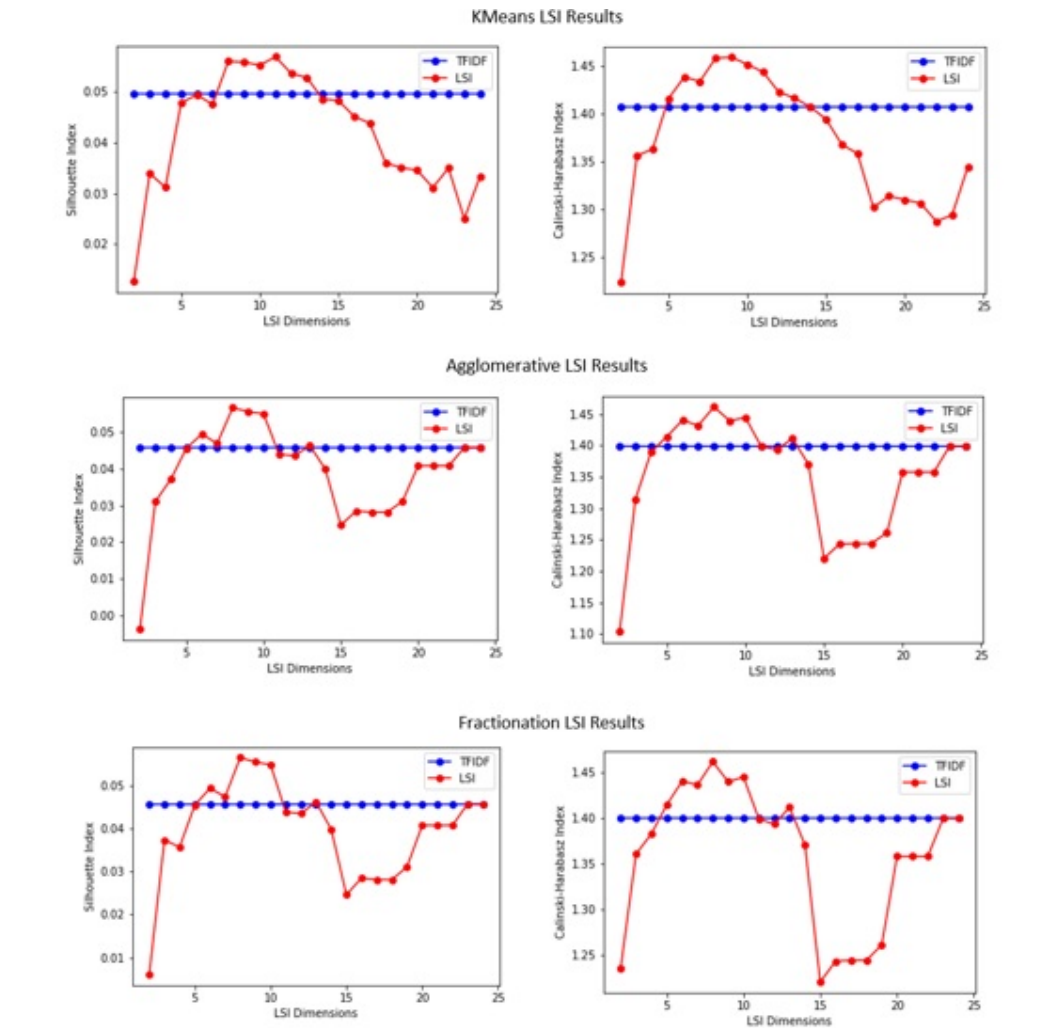 KMeans LSI Results
TFIDF
LSI
0.05
0.04
0.03
0.02
Silhouette Index
5
10
15
20
25
LSI Dimensions
TFIDF
LSI
1.45
1.40
1.35
1.30
1.25
Calinski-Harabasz Index
5
10
15
20
25
LSI Dimensions
Agglomerative LSI Results
TFIDF
LSI
0.05
0.04
0.03
0.02
0.01
0.00
Silhouette Index
5
10
15
20
25
LSI Dimensions
TFIDF
LSI
1.45
1.40
1.35
1.30
1.25
1.20
1.15
1.10
Calinski-Harabasz Index
5
10
15
20
25
LSI Dimensions
Fractionation LSI Results
TFIDF
LSI
0.05
0.04
0.03
0.02
0.01
Silhouette Index
5
10
15
20
25
LSI Dimensions
TFIDF
LSI
1.45
1.40
1.35
1.30
1.25
Calinski-Harabasz Index
5
10
15
20
25
LSI Dimensions